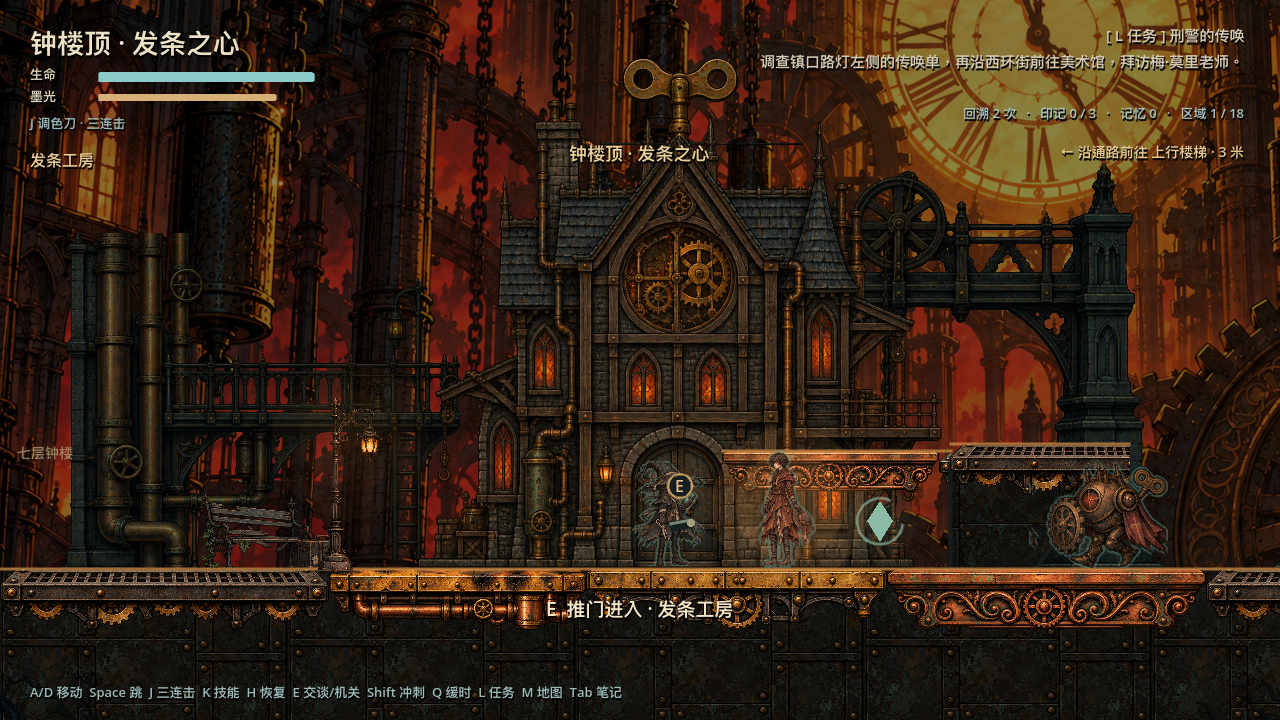 钟楼顶 · 发条之心
生命
墨光
J 调色刀 · 三连击
发条工房
[ L 任务 ] 刑警的传唤
调查镇口路灯左侧的传唤单，再沿西环街前往美术馆，拜访梅·莫里老师。
回溯 2 次 · 印记 0 / 3 · 记忆 0 · 区域 1 / 18
← 沿通路前往 上行楼梯 · 3 米
钟楼顶 · 发条之心
七层钟楼
E
E 推门进入 · 发条工房
A/D 移动 Space 跳 J 三连击 K 技能 H 恢复 E 交谈/机关 Shift 冲刺 Q 缓时 L 任务 M 地图 Tab 笔记